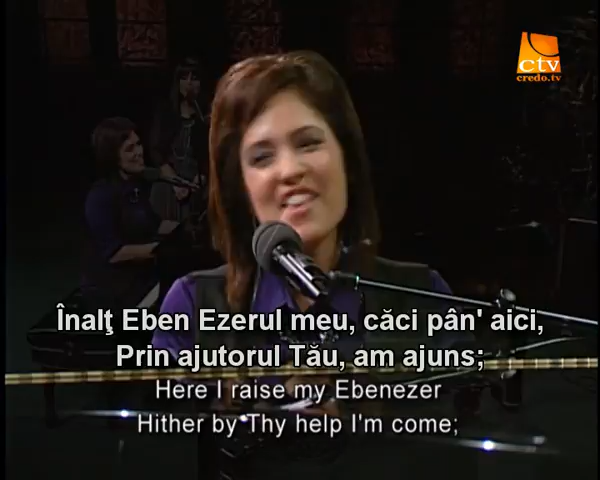 ctv
credo.tv
Înalţ Eben Ezerul meu, căci pân' aici,
Prin ajutorul Tău, am ajuns;
Here I raise my Ebenezer
Hither by Thy help I'm come;